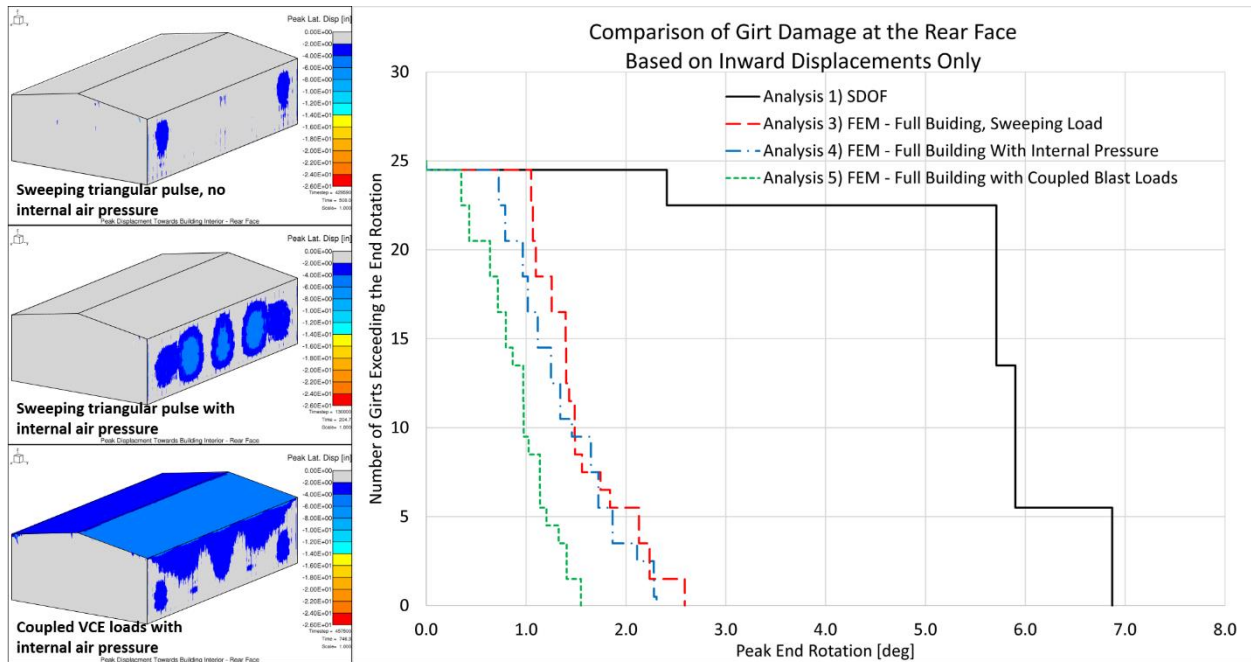 Peak Lat. Disp [in]
0.00E+00
-2.00E+00
-4.00E+00
-6.00E+00
-8.00E+00
-1.00E+01
-1.20E+01
-1.40E+01
-1.60E+01
-1.80E+01
-2.00E+01
-2.20E+01
-2.40E+01
-2.60E+01
Scale= 1.000
Sweeping triangular pulse, no
internal air pressure
Peak Displacment Towards Building Interior - Rear Face
Peak Lat. Disp [in]
0.00E+00
-2.00E+00
-4.00E+00
-6.00E+00
-8.00E+00
-1.00E+01
-1.20E+01
-1.40E+01
-1.60E+01
-1.80E+01
-2.00E+01
-2.20E+01
-2.40E+01
-2.60E+01
Scale= 1.000
Sweeping triangular pulse with
internal air pressure
Peak Displacment Towards Building Interior - Rear Face
Peak Lat. Disp [in]
0.00E+00
-2.00E+00
-4.00E+00
-6.00E+00
-8.00E+00
-1.00E+01
-1.20E+01
-1.40E+01
-1.60E+01
-1.80E+01
-2.00E+01
-2.20E+01
-2.40E+01
-2.60E+01
Scale= 1.000
Coupled VCE loads with
internal air pressure
Peak Displacment Towards Building Interior - Rear Face
Comparison of Girt Damage at the Rear Face
Based on Inward Displacements Only
Analysis 1) SDOF
Analysis 3) FEM - Full Buiding, Sweeping Load
Analysis 4) FEM - Full Building With Internal Pressure
Analysis 5) FEM - Full Building with Coupled Blast Loads
Number of Girts Exceeding the End Rotation
30
25
20
15
10
5
0
0.0 1.0 2.0 3.0 4.0 5.0 6.0 7.0 8.0
Peak End Rotation [deg]